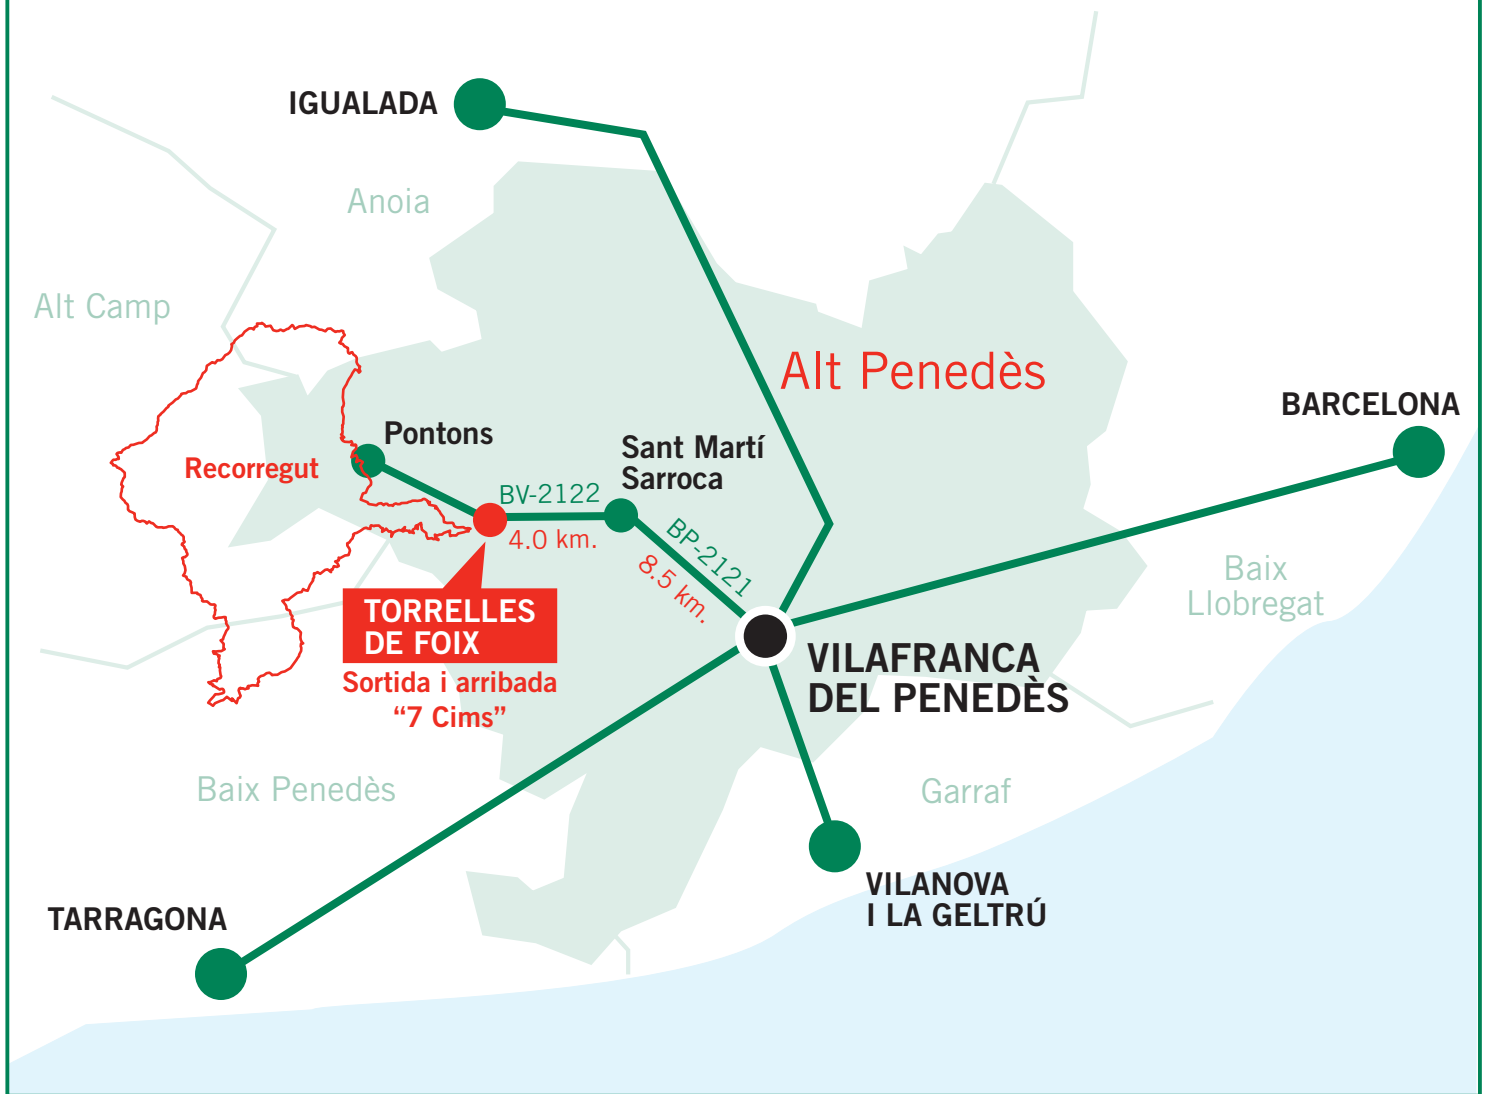 IGUALADA
Anoia
Alt Camp
Alt Penedès
BARCELONA
Pontons
Sant Martí
Sarroca
Recorregut
BV-2122
4.0 km.
BP-2121
8.5 km.
Baix
Llobregat
TORRELLES
DE FOIX
Sortida i arribada
“7 Cims”
VILAFRANCA
DEL PENEDÈS
Baix Penedès
Garraf
VILANOVA
I LA GELTRÚ
TARRAGONA